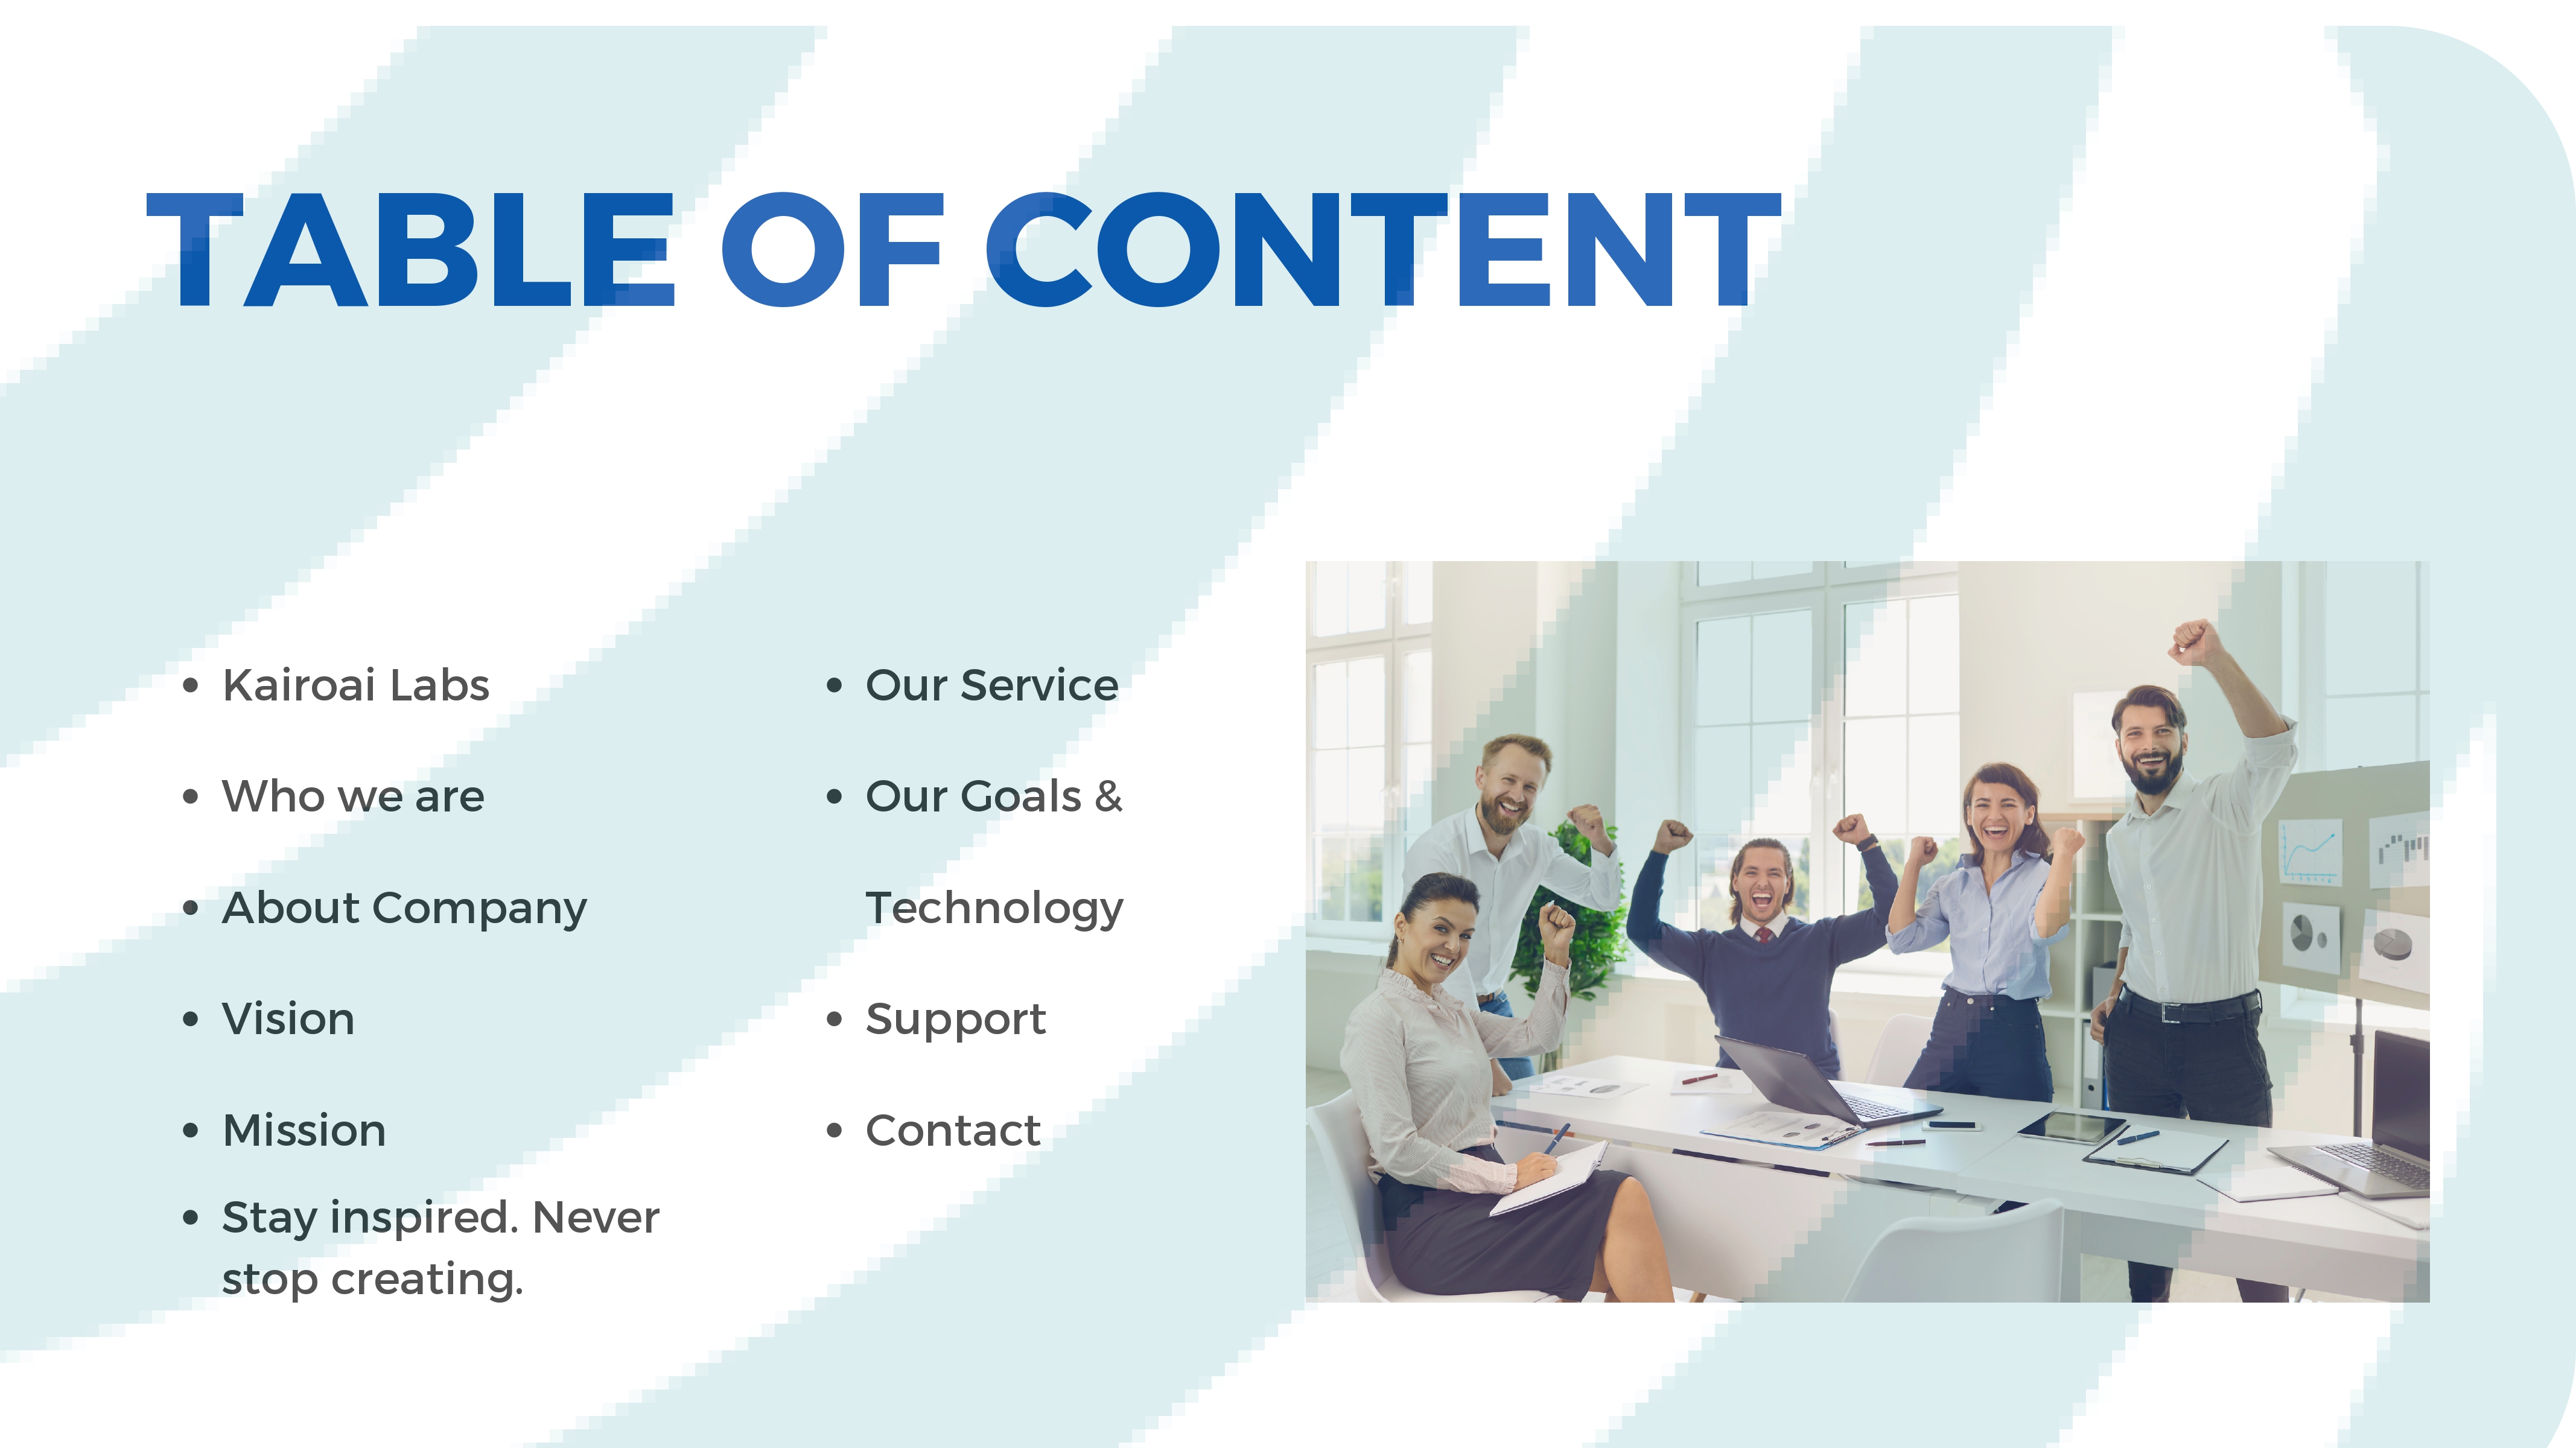 TABLE OF CONTENT
• Kairoai Labs
• Who we are
• About Company
• Vision
• Mission
• Stay inspired. Never
stop creating.
• Our Service
• Our Goals &
Technology
• Support
• Contact